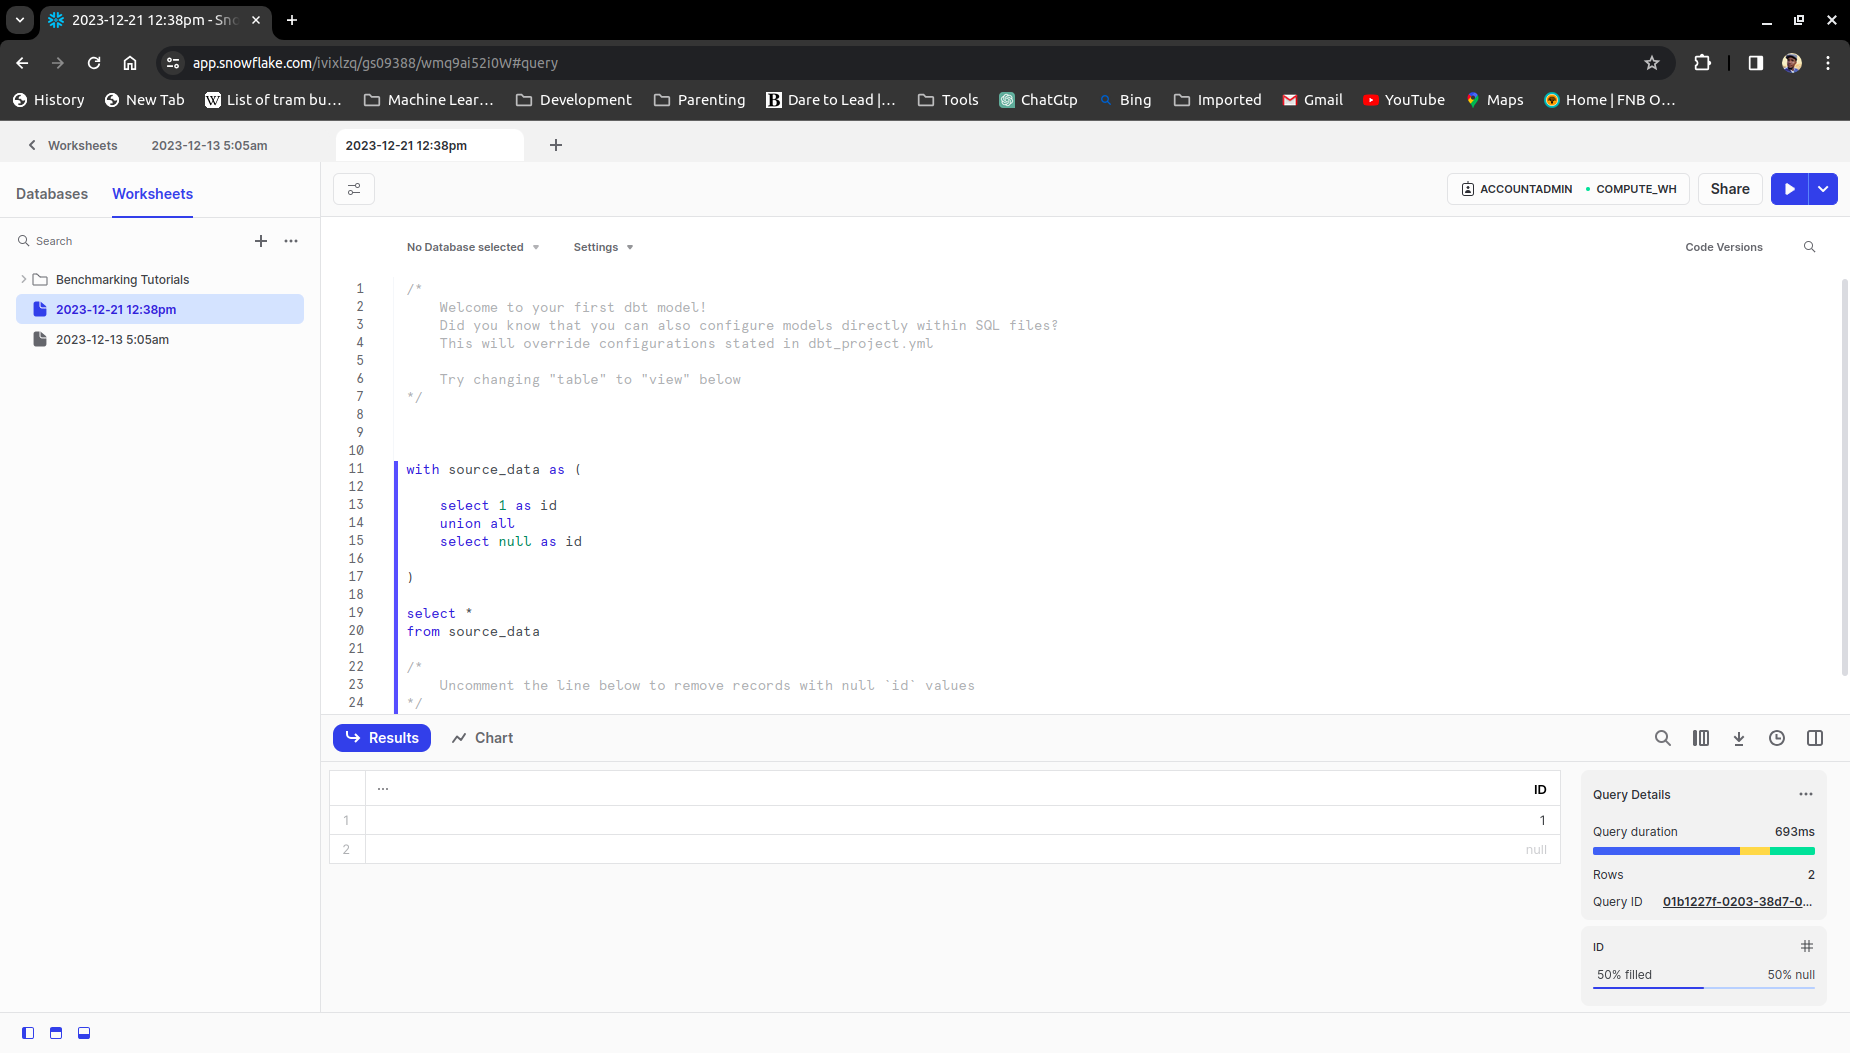 2023-12-21 12:38pm - Sno
app.snowflake.com/ivixlzq/gs09388/wmq9ai52i0W#query
History New Tab List of tram bu... Machine Lear... Development Parenting Dare to Lead |... Tools ChatGtp Bing Imported Gmail YouTube Maps Home | FNB O...
Worksheets 2023-12-13 5:05am 2023-12-21 12:38pm
Databases Worksheets
ACCOUNTADMIN COMPUTE_WH Share
Search
Benchmarking Tutorials
2023-12-21 12:38pm
2023-12-13 5:05am
No Database selected Settings Code Versions
1 /*
2 Welcome to your first dbt model!
3 Did you know that you can also configure models directly within SQL files?
4 This will override configurations stated in dbt_project.yml
5
6 Try changing "table" to "view" below
7 */
8
9
10
11 with source_data as (
12
13 select 1 as id
14 union all
15 select null as id
16
17 )
18
19 select *
20 from source_data
21
22 /*
23 Uncomment the line below to remove records with null `id` values
24 */
Results Chart
... ID
1 1
2 null
Query Details ...
Query duration 693ms
Rows 2
Query ID 01b1227f-0203-38d7-0...
ID #
50% filled 50% null